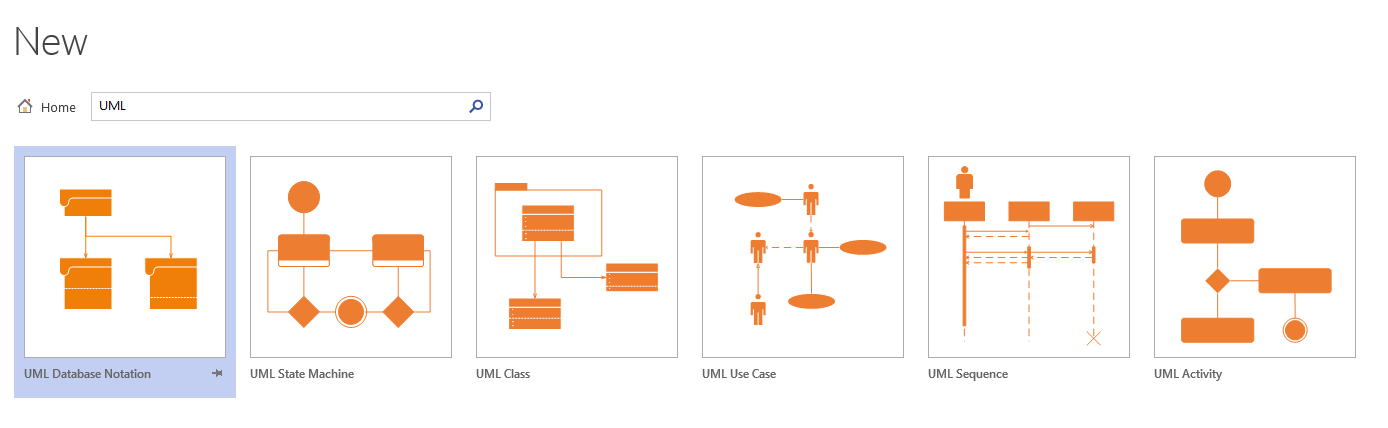 New
Home
UML
UML Database Notation
UML State Machine
UML Class
UML Use Case
UML Sequence
UML Activity